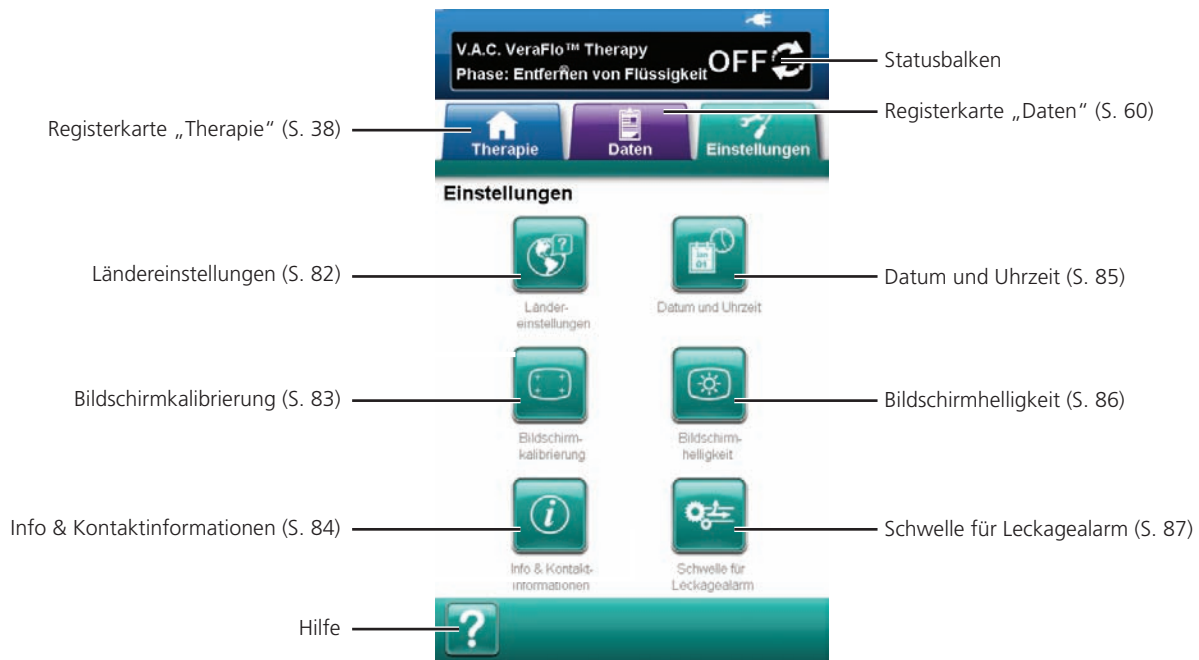 V.A.C. VeraFlo™ Therapy
Phase: Entfernen von Flüssigkeit
OFF
Statusbalken
Registerkarte „Therapie“ (S. 38)
Registerkarte „Daten“ (S. 60)
Therapie
Daten
Einstellungen
Einstellungen
Ländereinstellungen (S. 82)
Datum und Uhrzeit (S. 85)
Jan
01
?
Länder-
einstellungen
Datum und Uhrzeit
Bildschirmkalibrierung (S. 83)
Bildschirmhelligkeit (S. 86)
Bildschirm-
kalibrierung
Bildschirm-
helligkeit
Info & Kontaktinformationen (S. 84)
i
Schwelle für Leckagealarm (S. 87)
Info & Kontakt-
informationen
Schwelle für
Leckagealarm
Hilfe
?